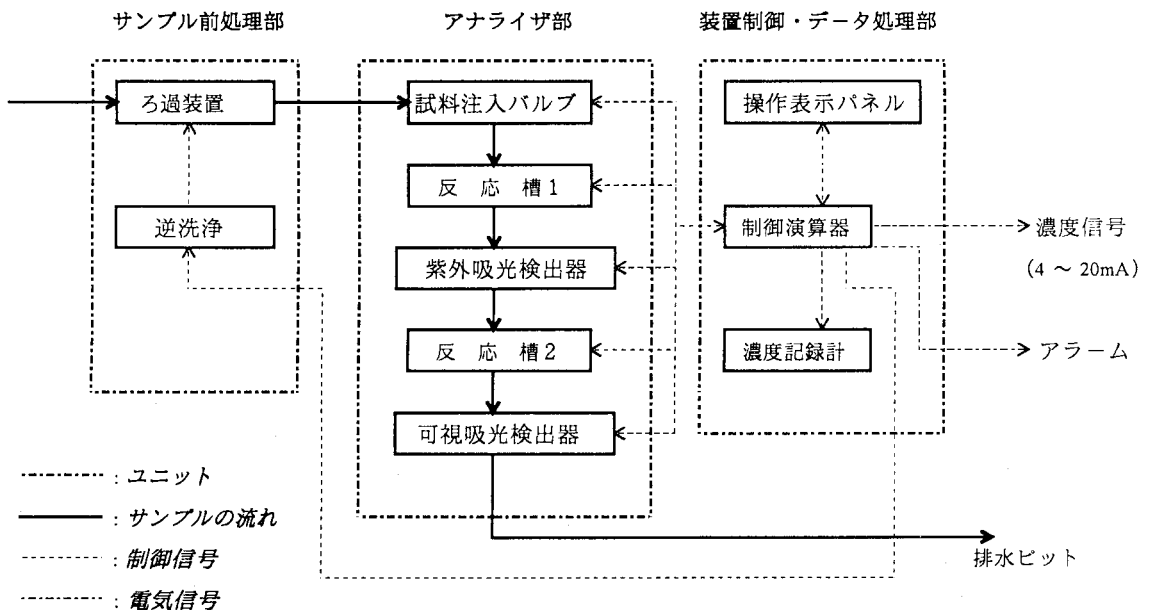 サンプル前処理部
アナライザ部
装置制御・データ処理部
ろ過装置
試料注入バルブ
操作表示パネル
反応槽1
逆洗浄
制御演算器
濃度信号
(4 ~ 20mA)
紫外吸光検出器
反応槽2
濃度記録計
アラーム
可視吸光検出器
: ユニット
: サンプルの流れ
: 制御信号
: 電気信号
排水ピット